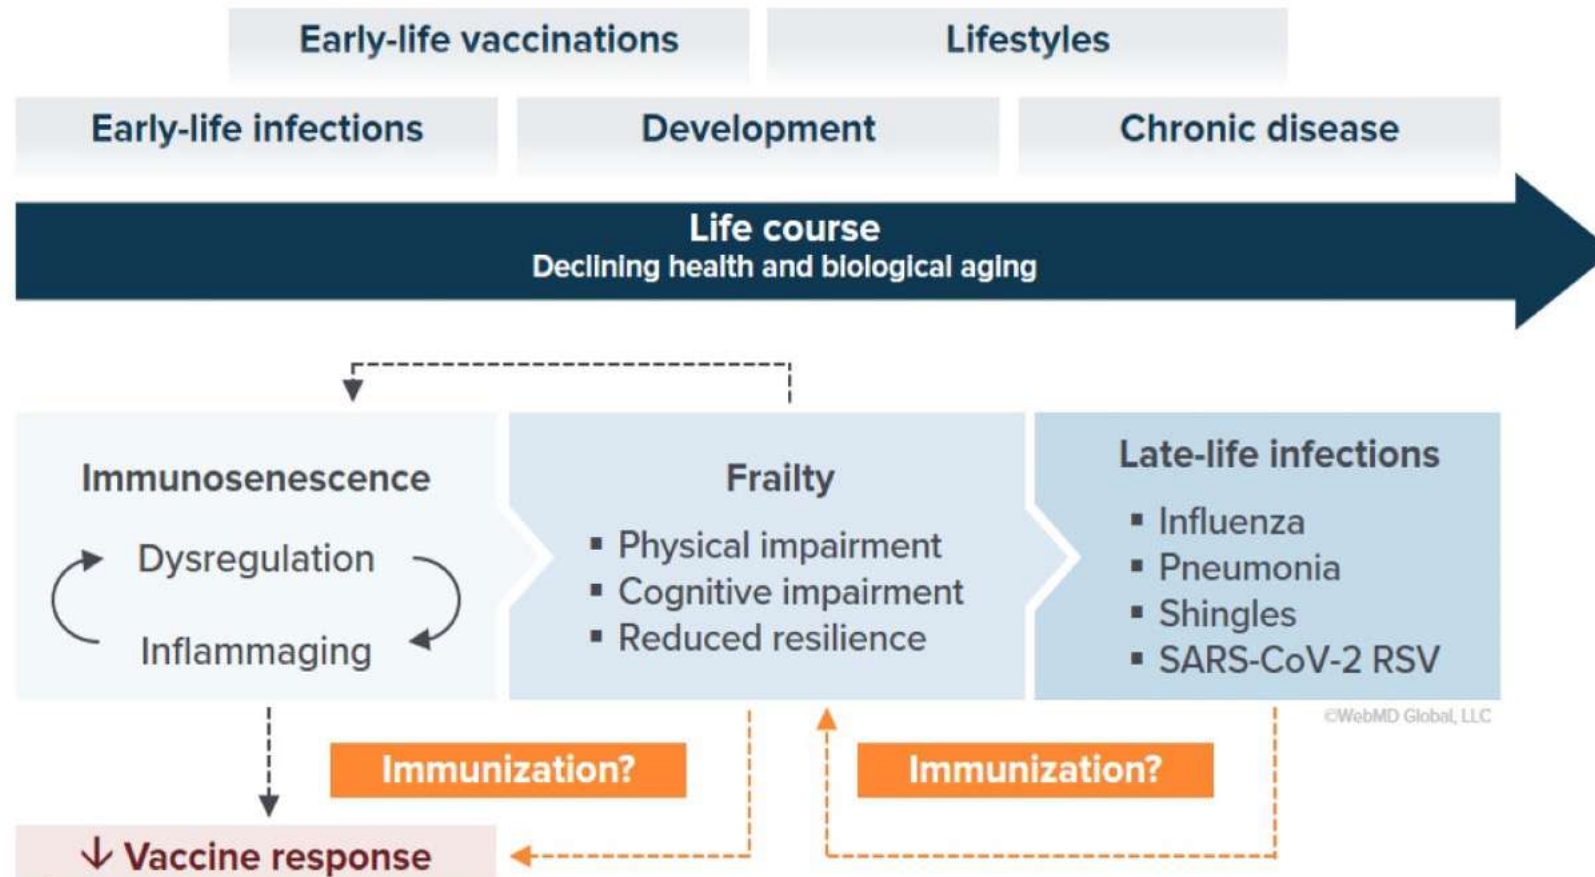 Early-life vaccinations
Lifestyles
Early-life infections
Development
Chronic disease
Life course
Declining health and biological aging
Immunosenescence
Dysregulation
Inflammaging
Frailty
▪ Physical impairment
▪ Cognitive impairment
▪ Reduced resilience
Late-life infections
▪ Influenza
▪ Pneumonia
▪ Shingles
▪ SARS-CoV-2 RSV
©WebMD Global, LLC
Immunization?
Immunization?
↓ Vaccine response